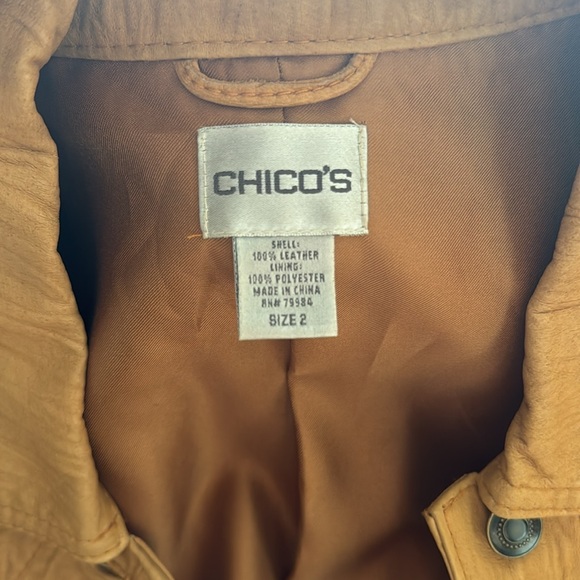 CHICO'S
SHELL:
100% LEATHER
LINING:
100% POLYESTER
MADE IN CHINA
RN# 79984
SIZE 2